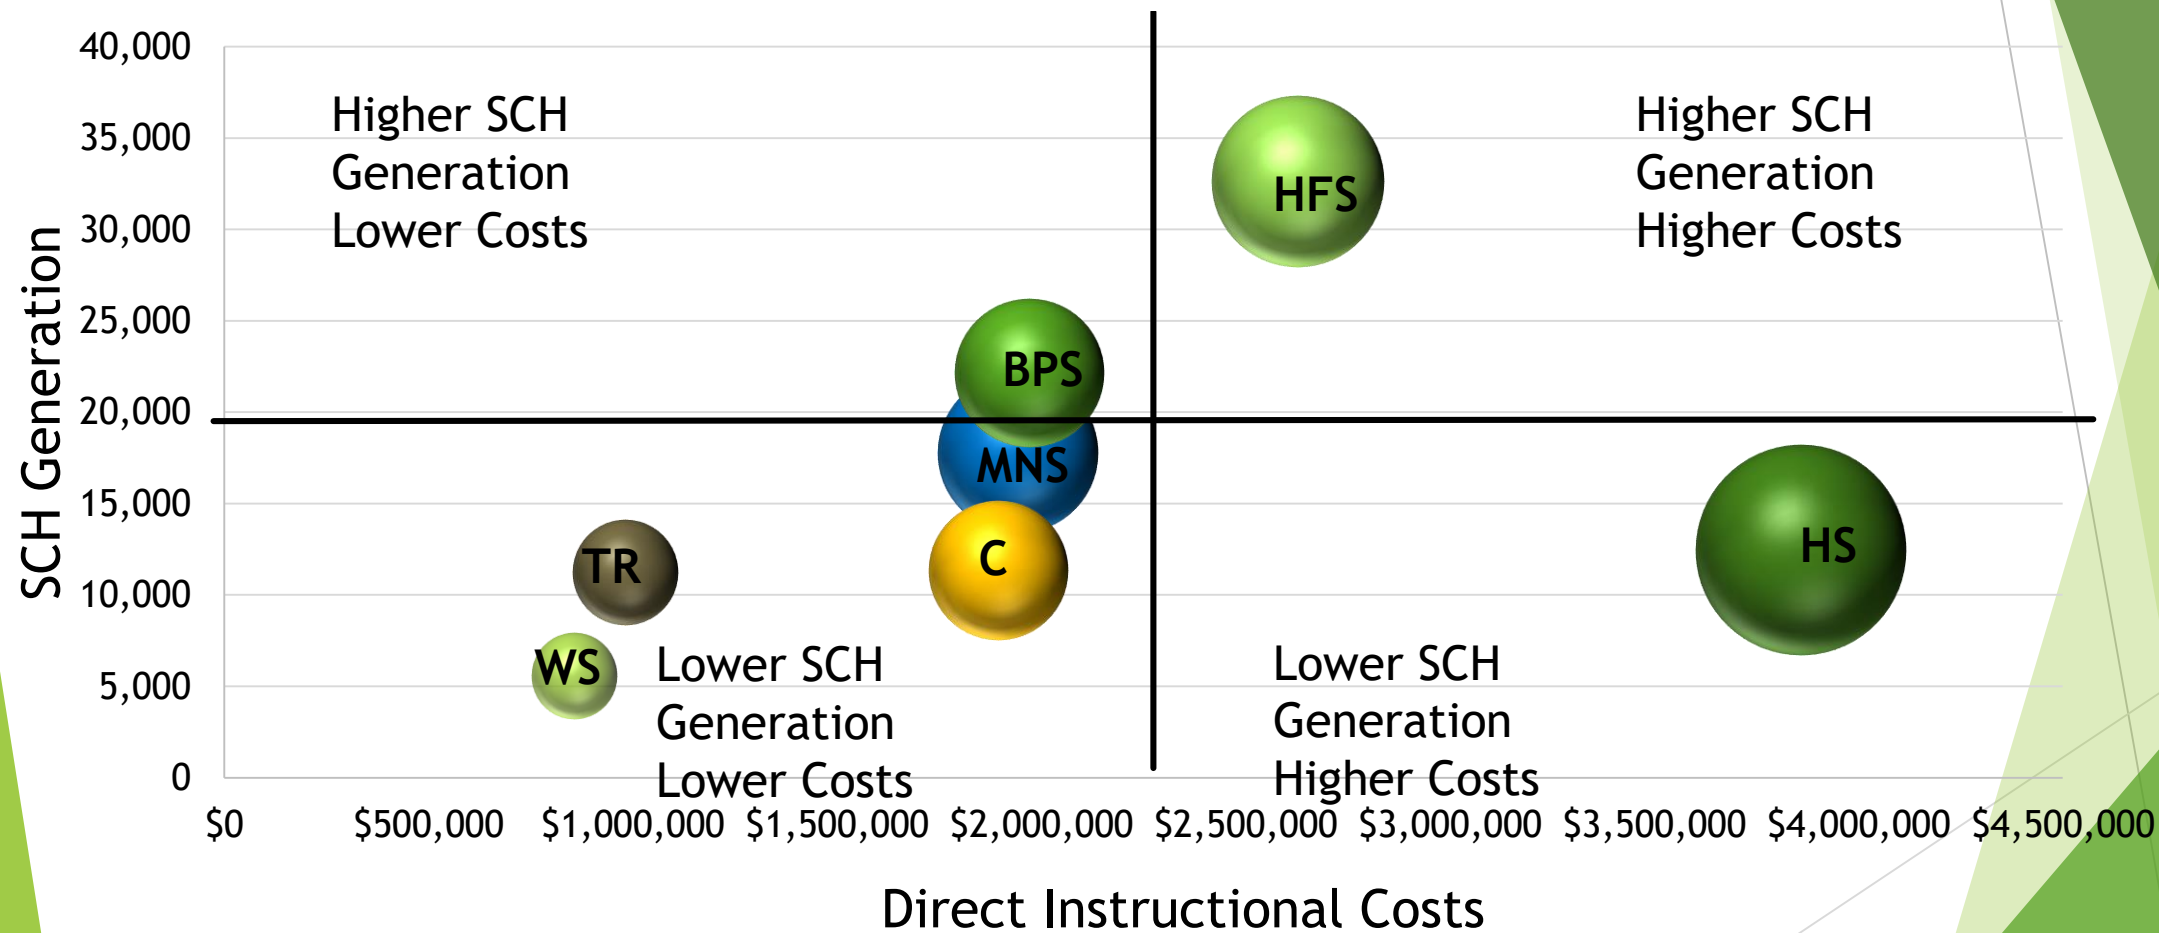 40,000
35,000
30,000
25,000
20,000
15,000
10,000
5,000
0
SCH Generation
Higher SCH
Generation
Lower Costs
Higher SCH
Generation
Higher Costs
HFS
BPS
MNS
C
TR
WS
HS
Lower SCH
Generation
Lower Costs
Lower SCH
Generation
Higher Costs
$0 $500,000 $1,000,000 $1,500,000 $2,000,000 $2,500,000 $3,000,000 $3,500,000 $4,000,000 $4,500,000
Direct Instructional Costs